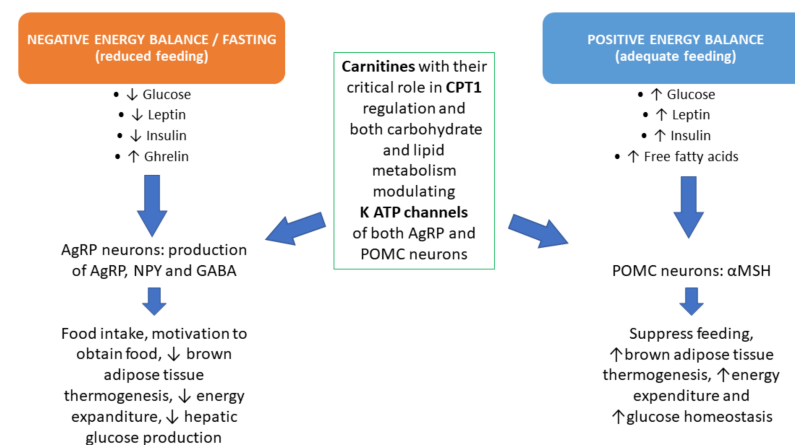 NEGATIVE ENERGY BALANCE / FASTING
(reduced feeding)
• ↓ Glucose
• ↓ Leptin
• ↓ Insulin
• ↑ Ghrelin
AgRP neurons: production
of AgRP, NPY and GABA
Food intake, motivation to
obtain food, ↓ brown
adipose tissue
thermogenesis, ↓ energy
expanditure, ↓ hepatic
glucose production
Carnitines with their
critical role in CPT1
regulation and
both carbohydrate
and lipid
metabolism
modulating
K ATP channels
of both AgRP and
POMC neurons
POSITIVE ENERGY BALANCE
(adequate feeding)
• ↑ Glucose
• ↑ Leptin
• ↑ Insulin
• ↑ Free fatty acids
POMC neurons: αMSH
Suppress feeding,
↑brown adipose tissue
thermogenesis, ↑energy
expenditure and
↑glucose homeostasis